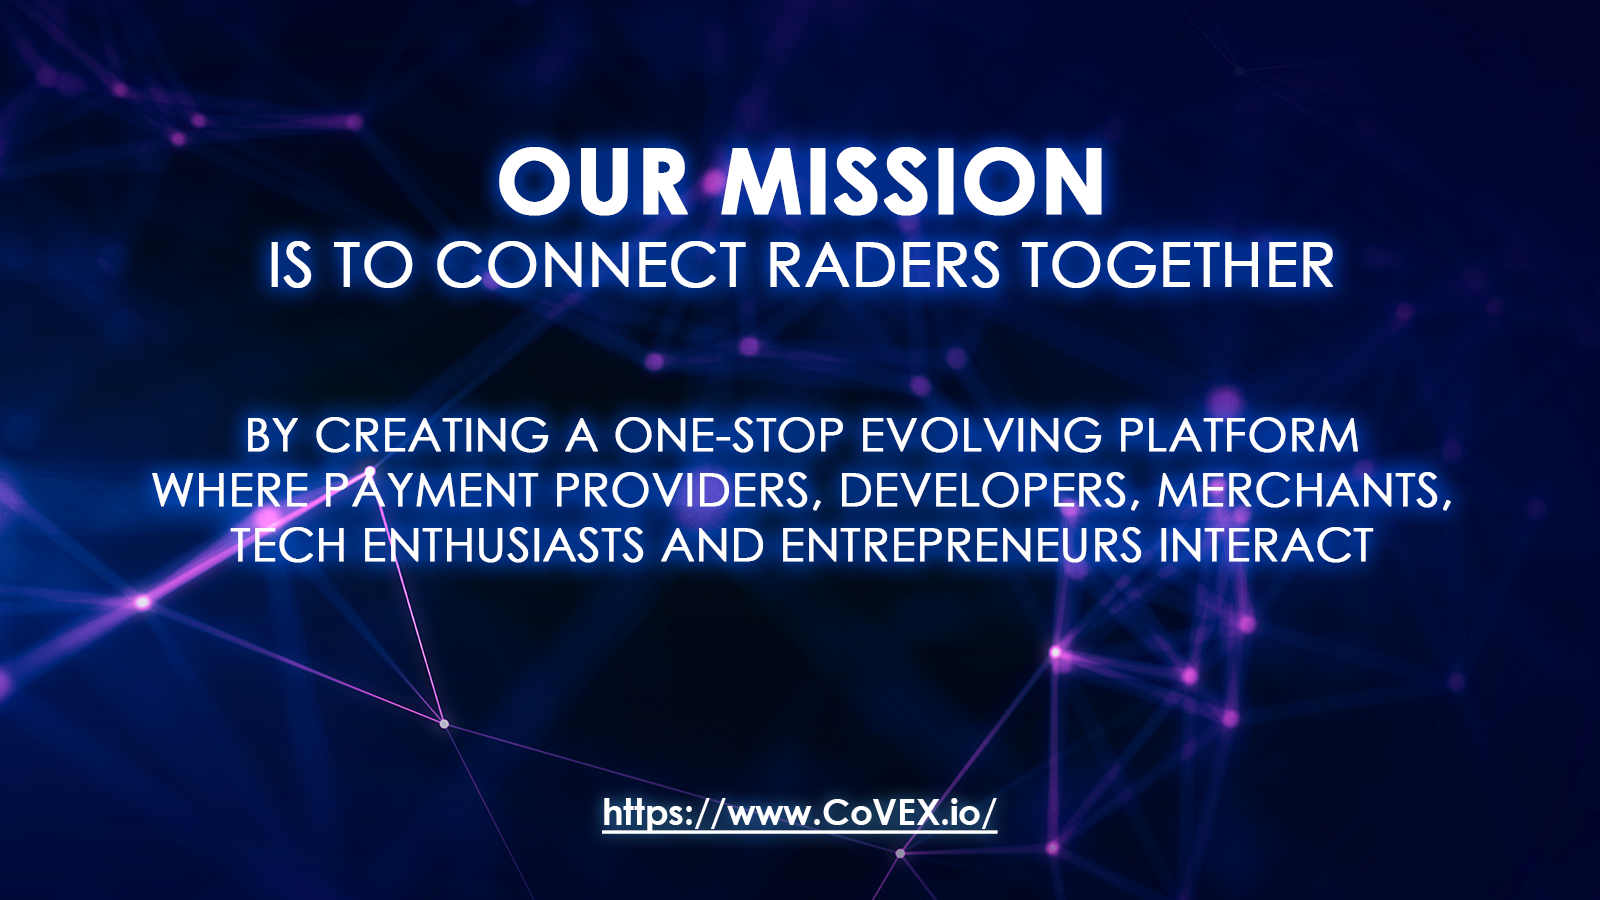 OUR MISSION
IS TO CONNECT RADERS TOGETHER
BY CREATING A ONE-STOP EVOLVING PLATFORM
WHERE PAYMENT PROVIDERS, DEVELOPERS, MERCHANTS,
TECH ENTHUSIASTS AND ENTREPRENEURS INTERACT
https://www.CoVEX.io/